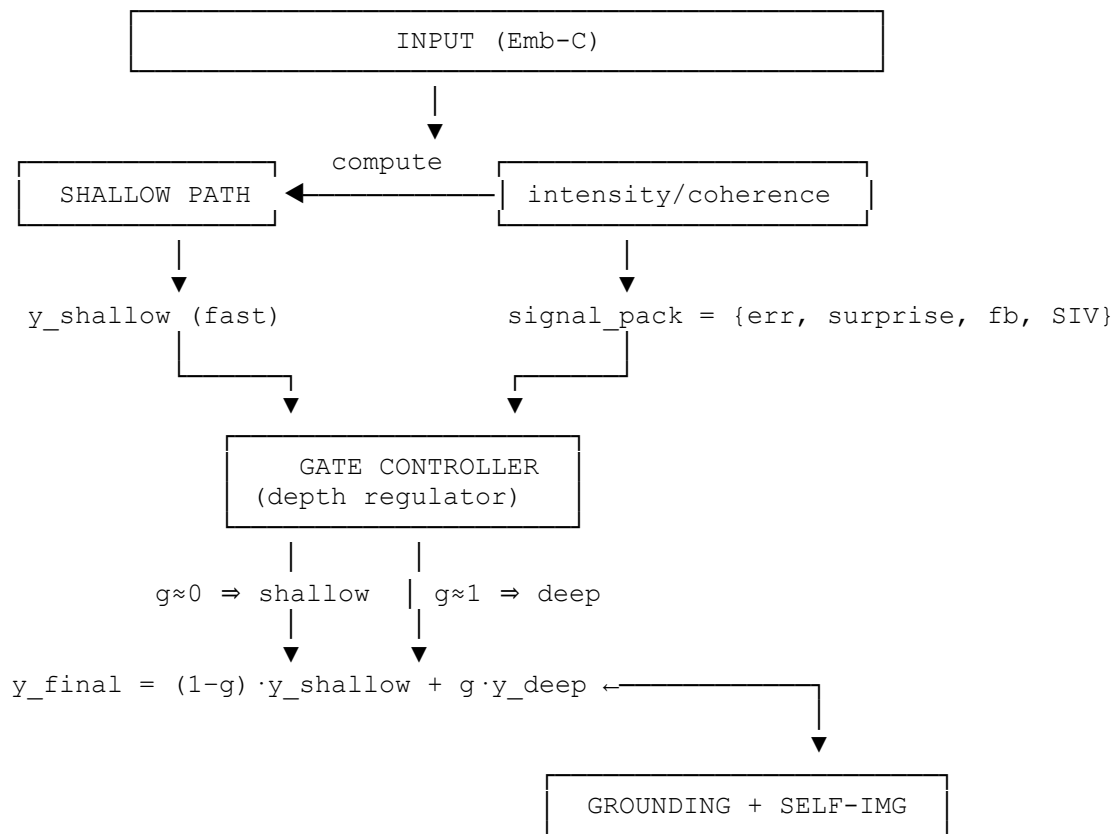 INPUT (Emb-C)
compute
SHALLOW PATH
intensity/coherence
y_shallow (fast)
signal_pack = {err, surprise, fb, SIV}
GATE CONTROLLER
(depth regulator)
g≈0 ⇒ shallow
g≈1 ⇒ deep
y_final = (1−g)·y_shallow + g·y_deep ←
GROUNDING + SELF-IMG